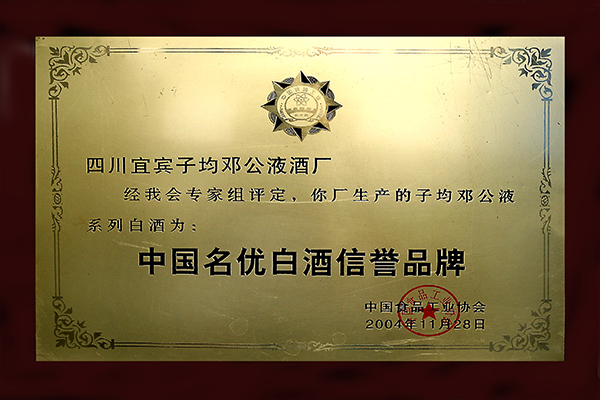 四川宜宾子均邓公液酒厂
经我会专家组评定，你厂生产的子均邓公液
系列白酒为：
中国名优白酒信誉品牌
中国食品工业协会
2004年11月28日